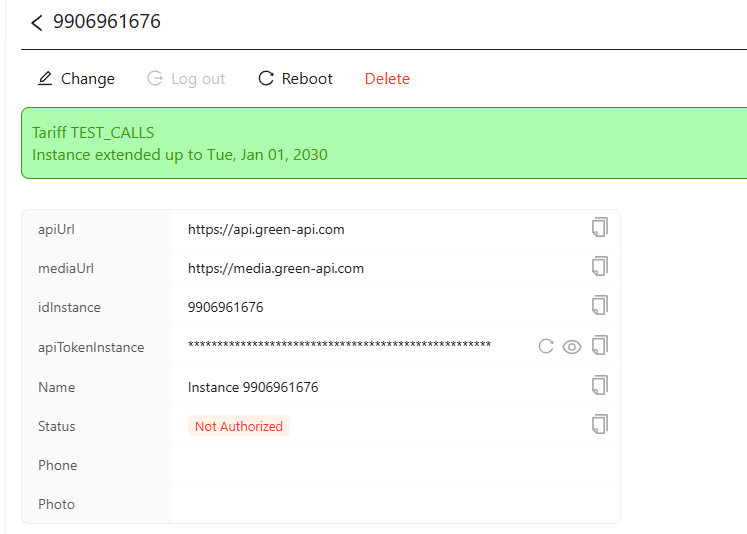 9906961676
Change Log out Reboot Delete
Tariff TEST_CALLS
Instance extended up to Tue, Jan 01, 2030
apiUrl https://api.green-api.com
mediaUrl https://media.green-api.com
idInstance 9906961676
apiTokenInstance **************************************************
Name Instance 9906961676
Status Not Authorized
Phone
Photo